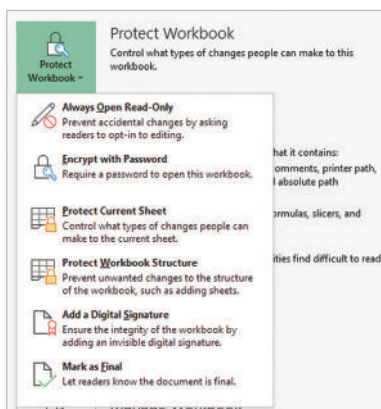 Protect Workbook
Control what types of changes people can make to this
workbook.
Protect
Workbook
Always Open Read-Only
Prevent accidental changes by asking
readers to opt-in to editing.
Encrypt with Password
Require a password to open this workbook.
Protect Current Sheet
Control what types of changes people can
make to the current sheet.
Protect Workbook Structure
Prevent unwanted changes to the structure
of the workbook, such as adding sheets.
Add a Digital Signature
Ensure the integrity of the workbook by
adding an invisible digital signature.
Mark as Final
Let readers know the document is final.
hat it contains:
omments, printer path,
absolute path
ormulas, slicers, and
ities find difficult to read